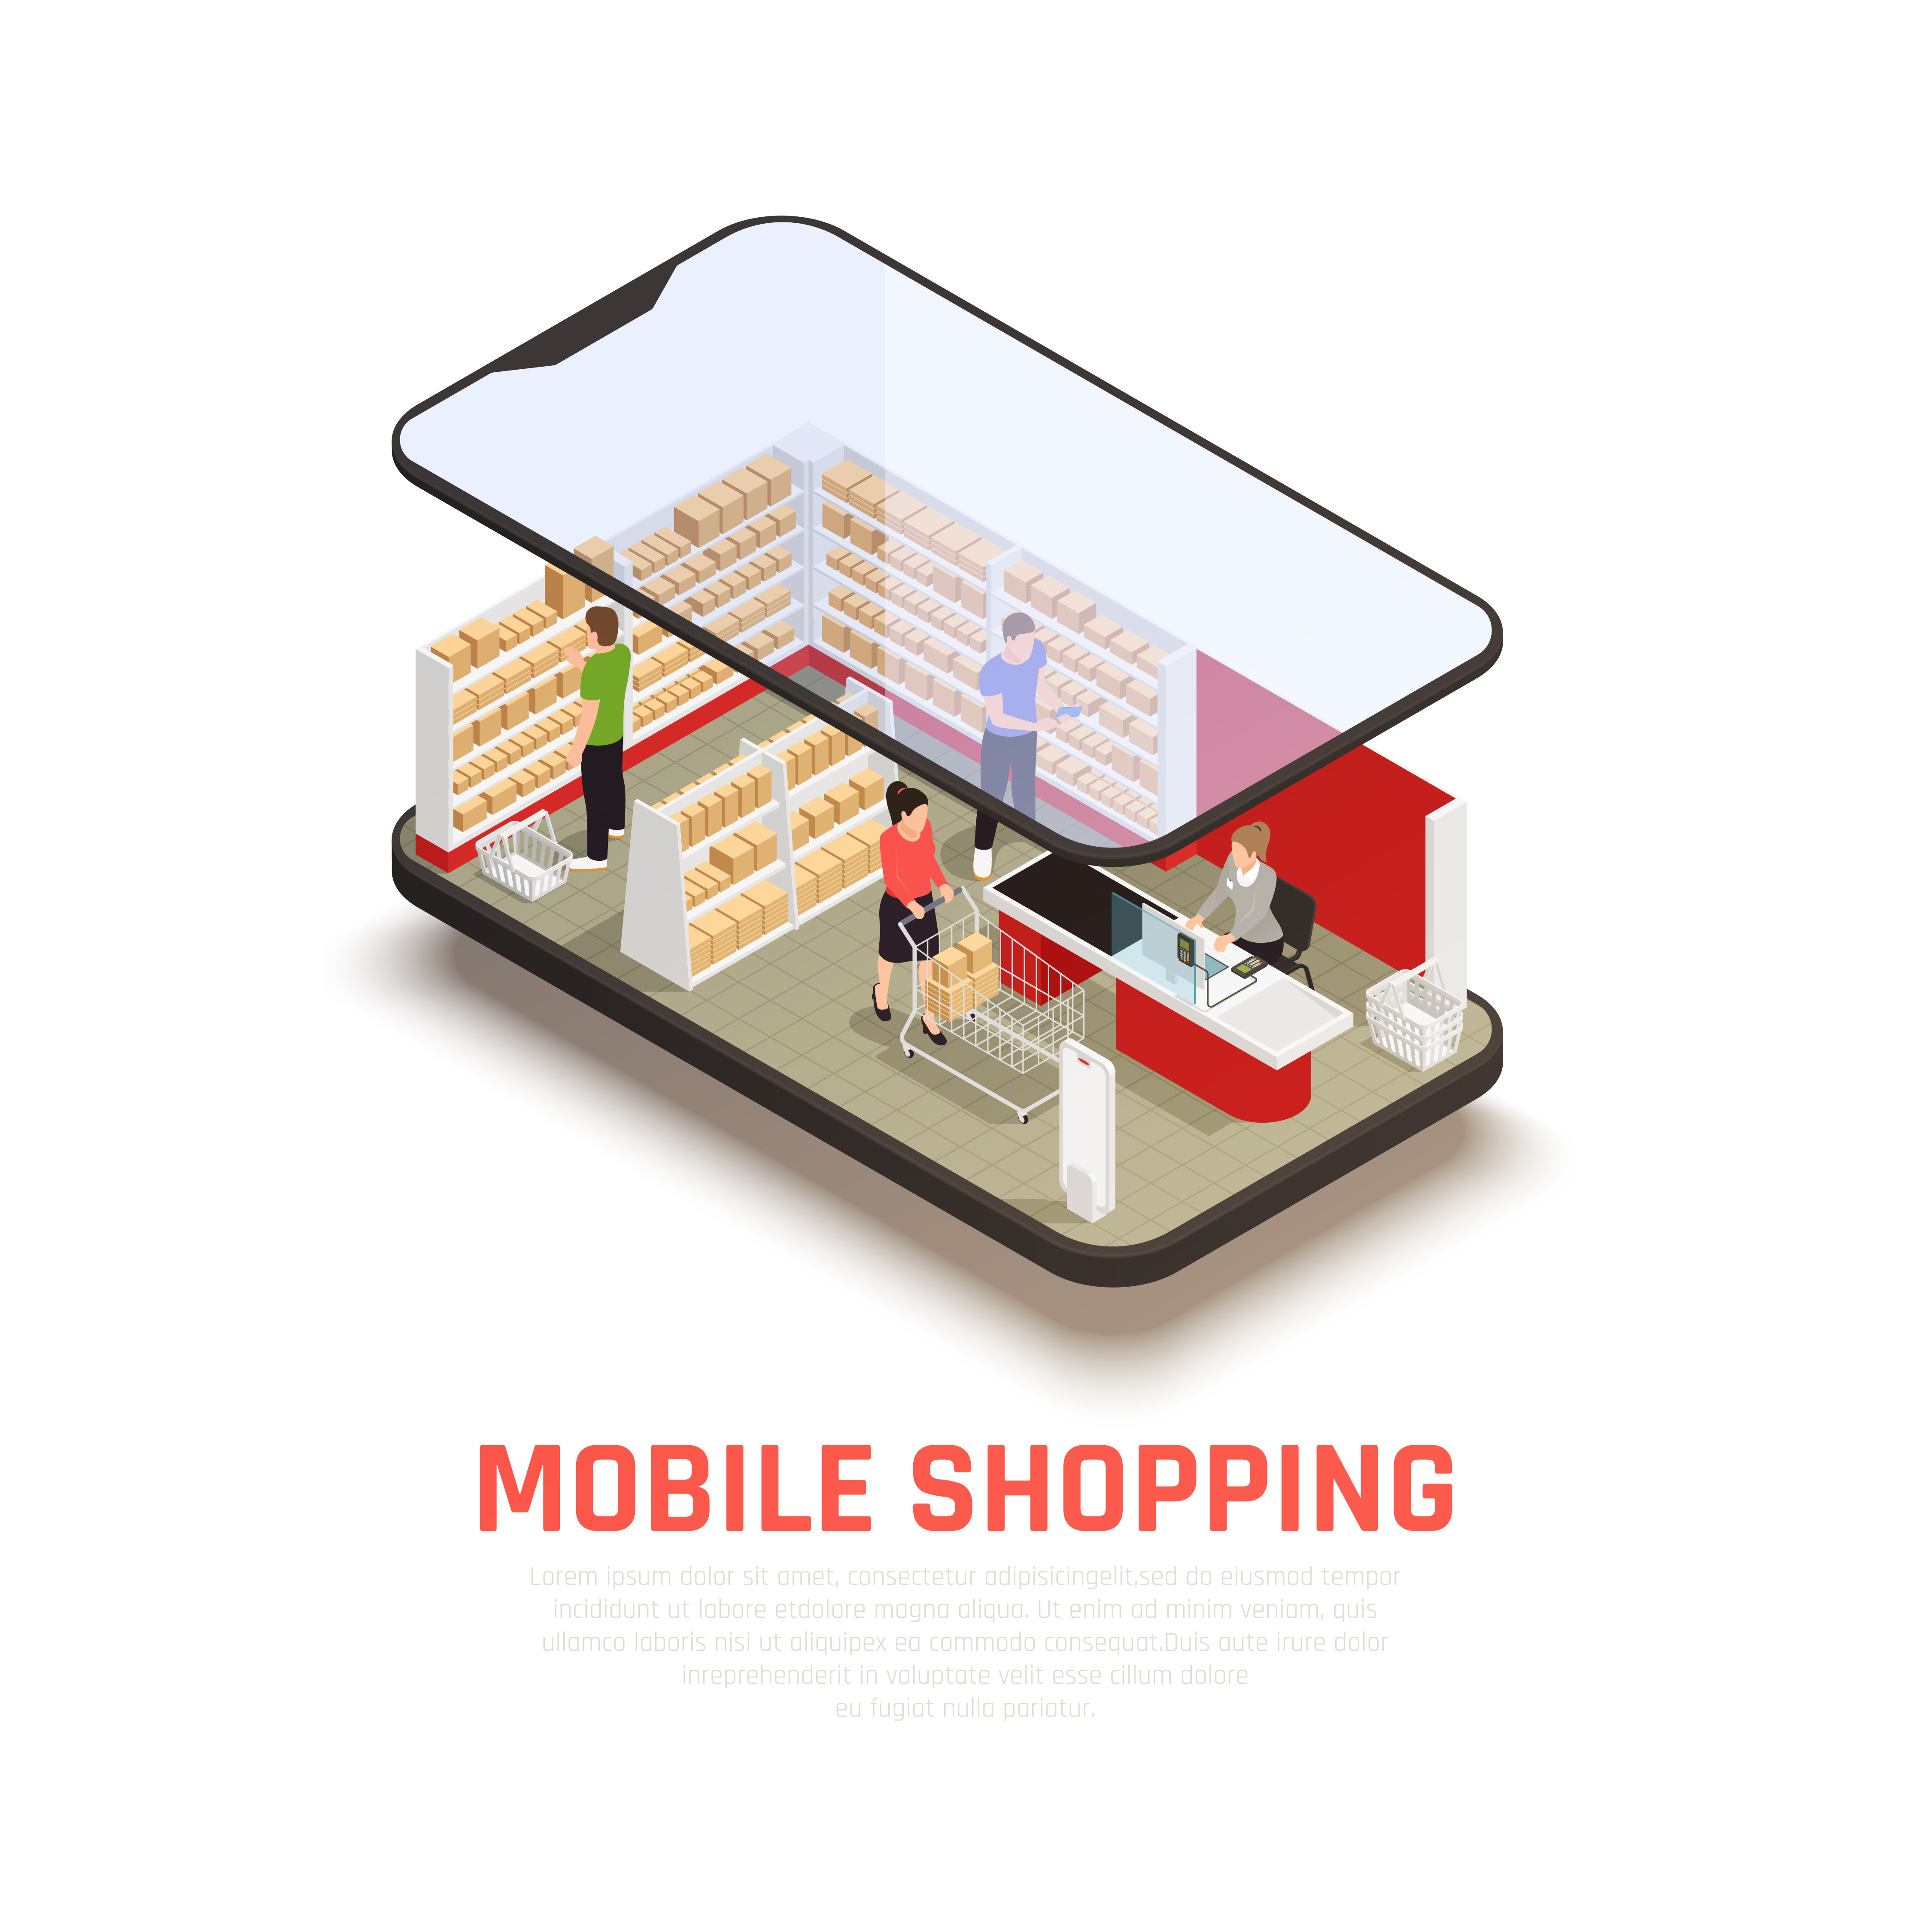 MOBILE SHOPPING
Lorem ipsum dolor sit amet, consectetur adipisicingelit,sed do eiusmod tempor
incididunt ut labore etdolore magna aliqua. Ut enim ad minim veniam, quis
ullamco laboris nisi ut aliquipex ea commodo consequat.Duis aute irure dolor
inreprehenderit in voluptate velit esse cillum dolore
eu fugiat nulla pariatur.